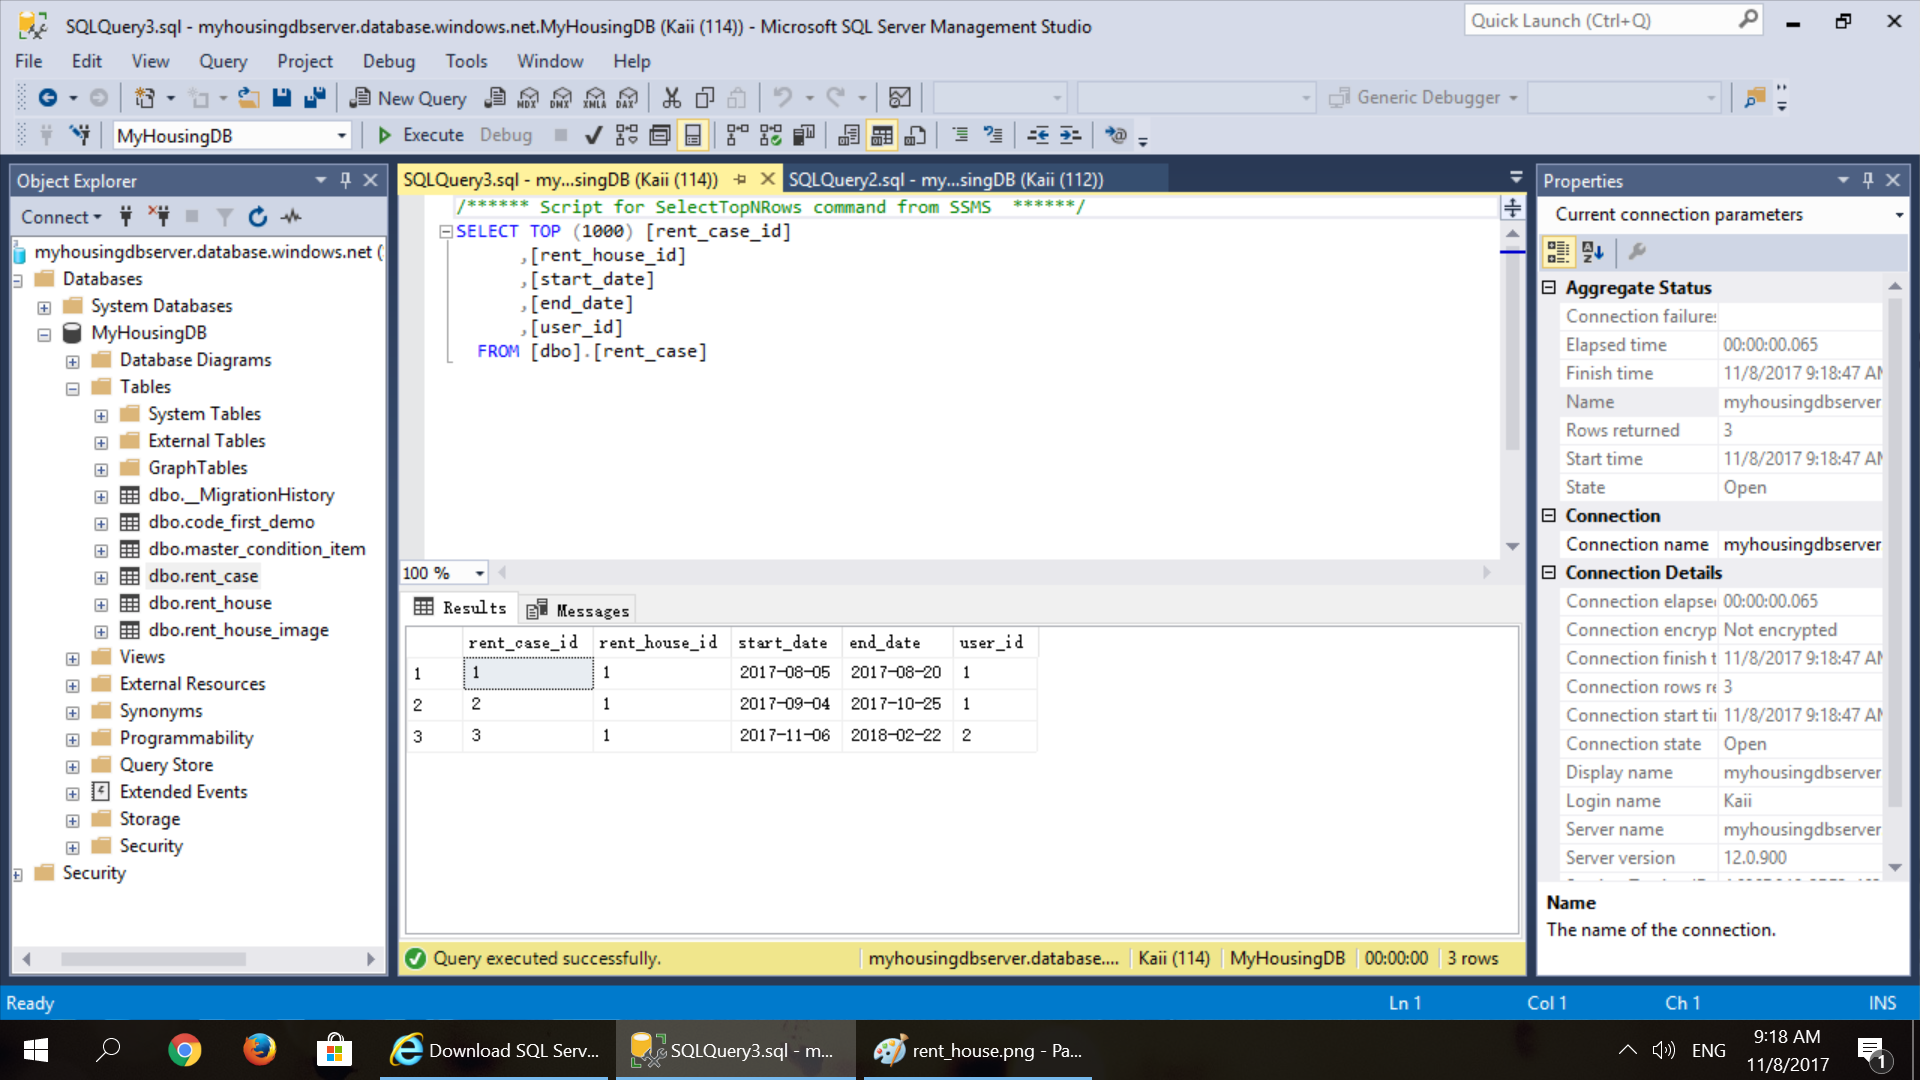 SQLQuery3.sql - myhousingdbserver.database.windows.net.MyHousingDB (Kaii (114)) - Microsoft SQL Server Management Studio
Quick Launch (Ctrl+Q)
File Edit View Query Project Debug Tools Window Help
New Query MDX DMX XMLA DAX Generic Debugger
MyHousingDB Execute Debug
Object Explorer
Connect
myhousingdbserver.database.windows.net (
Databases
System Databases
MyHousingDB
Database Diagrams
Tables
System Tables
External Tables
GraphTables
dbo.__MigrationHistory
dbo.code_first_demo
dbo.master_condition_item
dbo.rent_case
dbo.rent_house
dbo.rent_house_image
Views
External Resources
Synonyms
Programmability
Query Store
Extended Events
Storage
Security
Security
SQLQuery3.sql - my...singDB (Kaii (114)) SQLQuery2.sql - my...singDB (Kaii (112))
/****** Script for SelectTopNRows command from SSMS ******/
SELECT TOP (1000) [rent_case_id]
,[rent_house_id]
,[start_date]
,[end_date]
,[user_id]
FROM [dbo].[rent_case]
100 %
Results Messages
rent_case_id rent_house_id start_date end_date user_id
1 1 1 2017-08-05 2017-08-20 1
2 2 1 2017-09-04 2017-10-25 1
3 3 1 2017-11-06 2018-02-22 2
Query executed successfully. myhousingdbserver.database.... Kaii (114) MyHousingDB 00:00:00 3 rows
Properties
Current connection parameters
Aggregate Status
Connection failures
Elapsed time 00:00:00.065
Finish time 11/8/2017 9:18:47 AM
Name myhousingdbserver
Rows returned 3
Start time 11/8/2017 9:18:47 AM
State Open
Connection
Connection name myhousingdbserver
Connection Details
Connection elapse 00:00:00.065
Connection encryp Not encrypted
Connection finish t 11/8/2017 9:18:47 AM
Connection rows re 3
Connection start ti 11/8/2017 9:18:47 AM
Connection state Open
Display name myhousingdbserver
Login name Kaii
Server name myhousingdbserver
Server version 12.0.900
Name
The name of the connection.
Ready Ln 1 Col 1 Ch 1 INS
Download SQL Serv... SQLQuery3.sql - m... rent_house.png - Pa... ENG 9:18 AM
11/8/2017 1